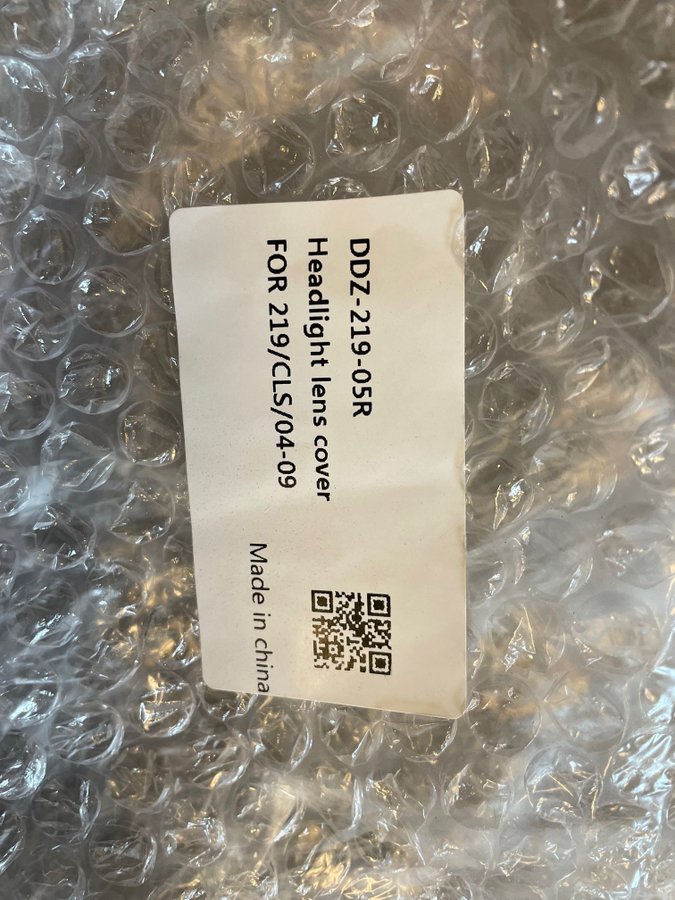 DDZ-219-05R
Headlight lens cover
FOR 219/CLS/04-09
Made in china